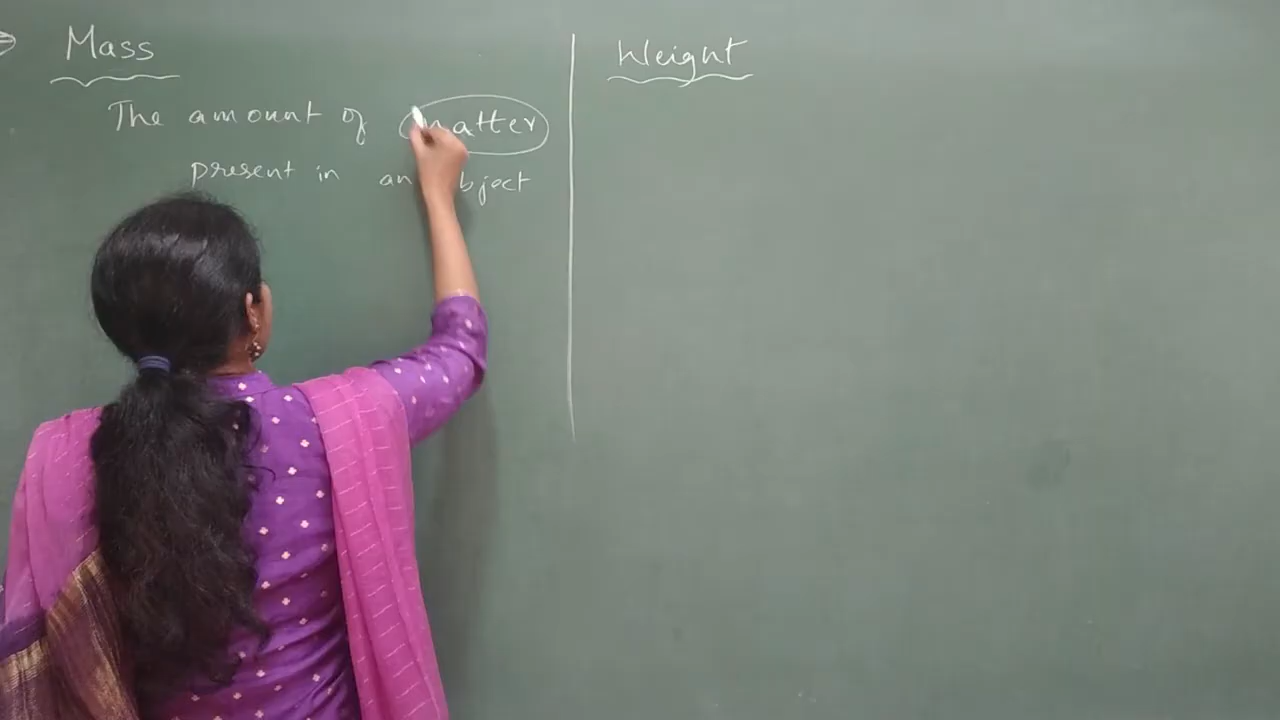 Mass
The amount of matter
present in an object
Weight